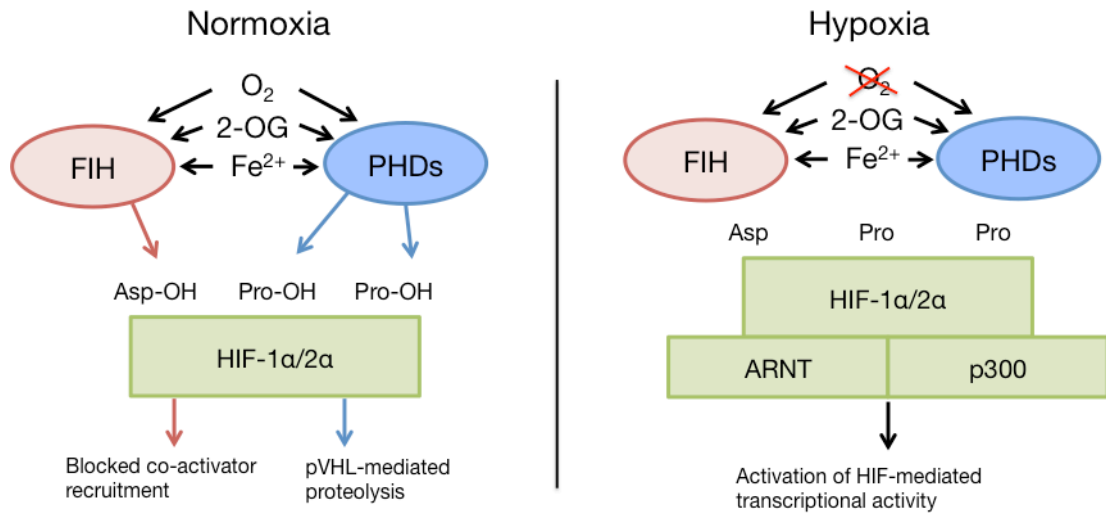 Normoxia
O₂
2-OG
Fe²⁺
FIH
PHDs
Asp-OH Pro-OH Pro-OH
HIF-1α/2α
Blocked co-activator
recruitment
pVHL-mediated
proteolysis
Hypoxia
O₂
2-OG
Fe²⁺
FIH
PHDs
Asp Pro Pro
HIF-1α/2α
ARNT p300
Activation of HIF-mediated
transcriptional activity